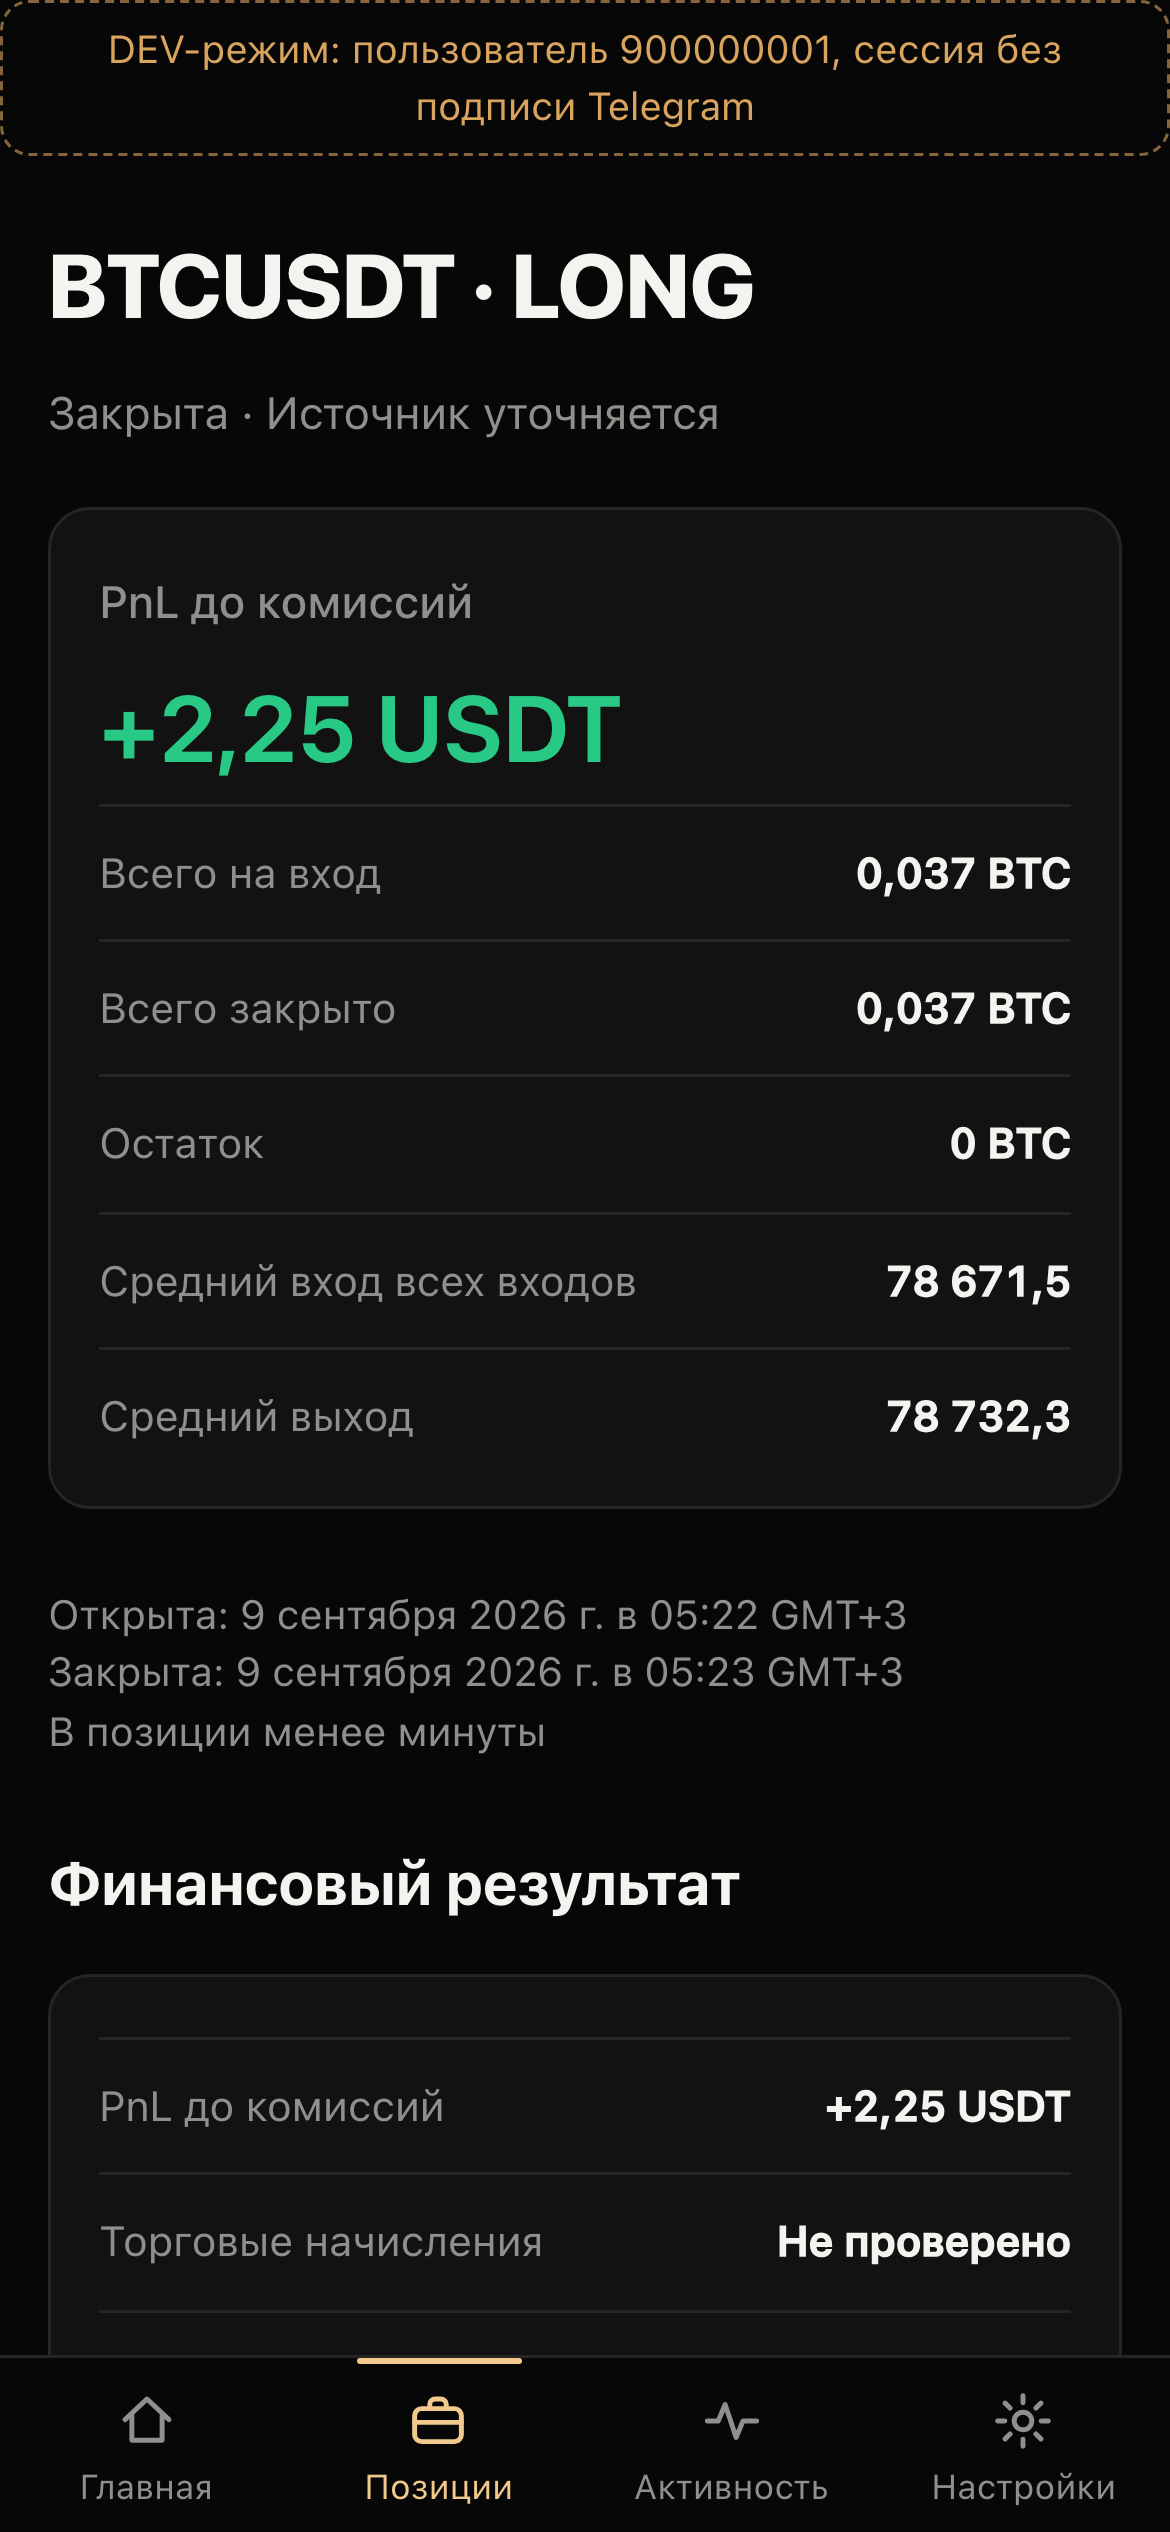 DEV-режим: пользователь 900000001, сессия без
подписи Telegram
BTCUSDT · LONG
Закрыта · Источник уточняется
PnL до комиссий
+2,25 USDT
Всего на вход 0,037 BTC
Всего закрыто 0,037 BTC
Остаток 0 BTC
Средний вход всех входов 78 671,5
Средний выход 78 732,3
Открыта: 9 сентября 2026 г. в 05:22 GMT+3
Закрыта: 9 сентября 2026 г. в 05:23 GMT+3
В позиции менее минуты
Финансовый результат
PnL до комиссий +2,25 USDT
Торговые начисления Не проверено
Главная Позиции Активность Настройки